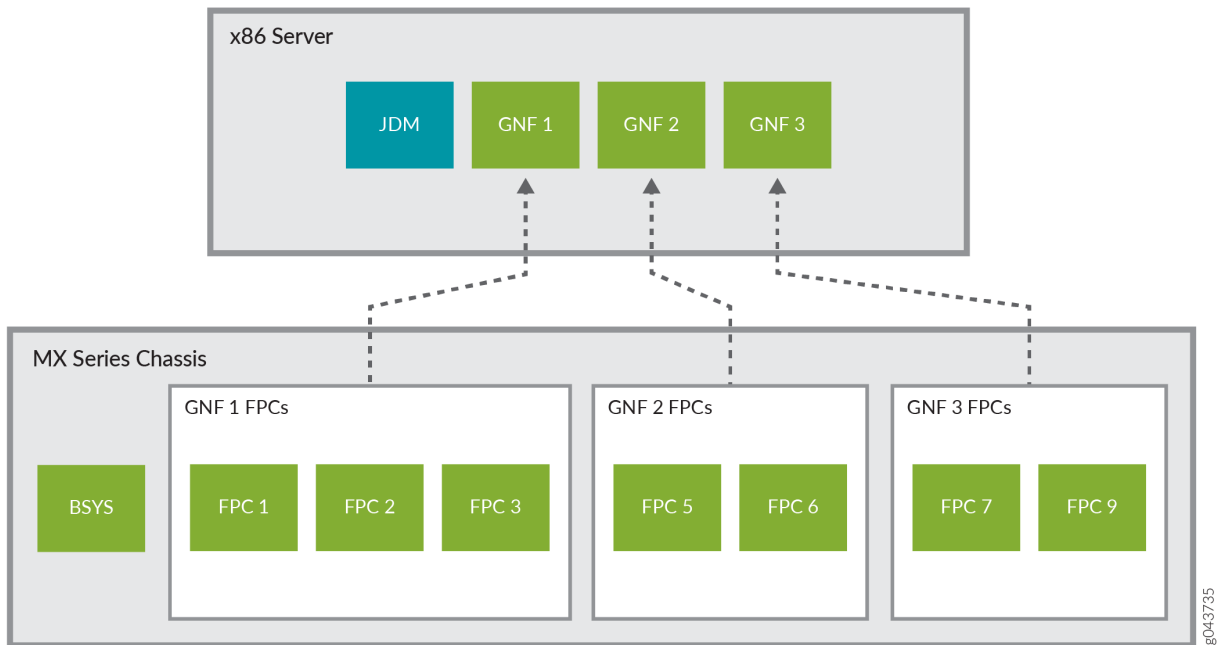 x86 Server
JDM
GNF 1
GNF 2
GNF 3
MX Series Chassis
GNF 1 FPCs
GNF 2 FPCs
GNF 3 FPCs
BSYS
FPC 1
FPC 2
FPC 3
FPC 5
FPC 6
FPC 7
FPC 9
g043735